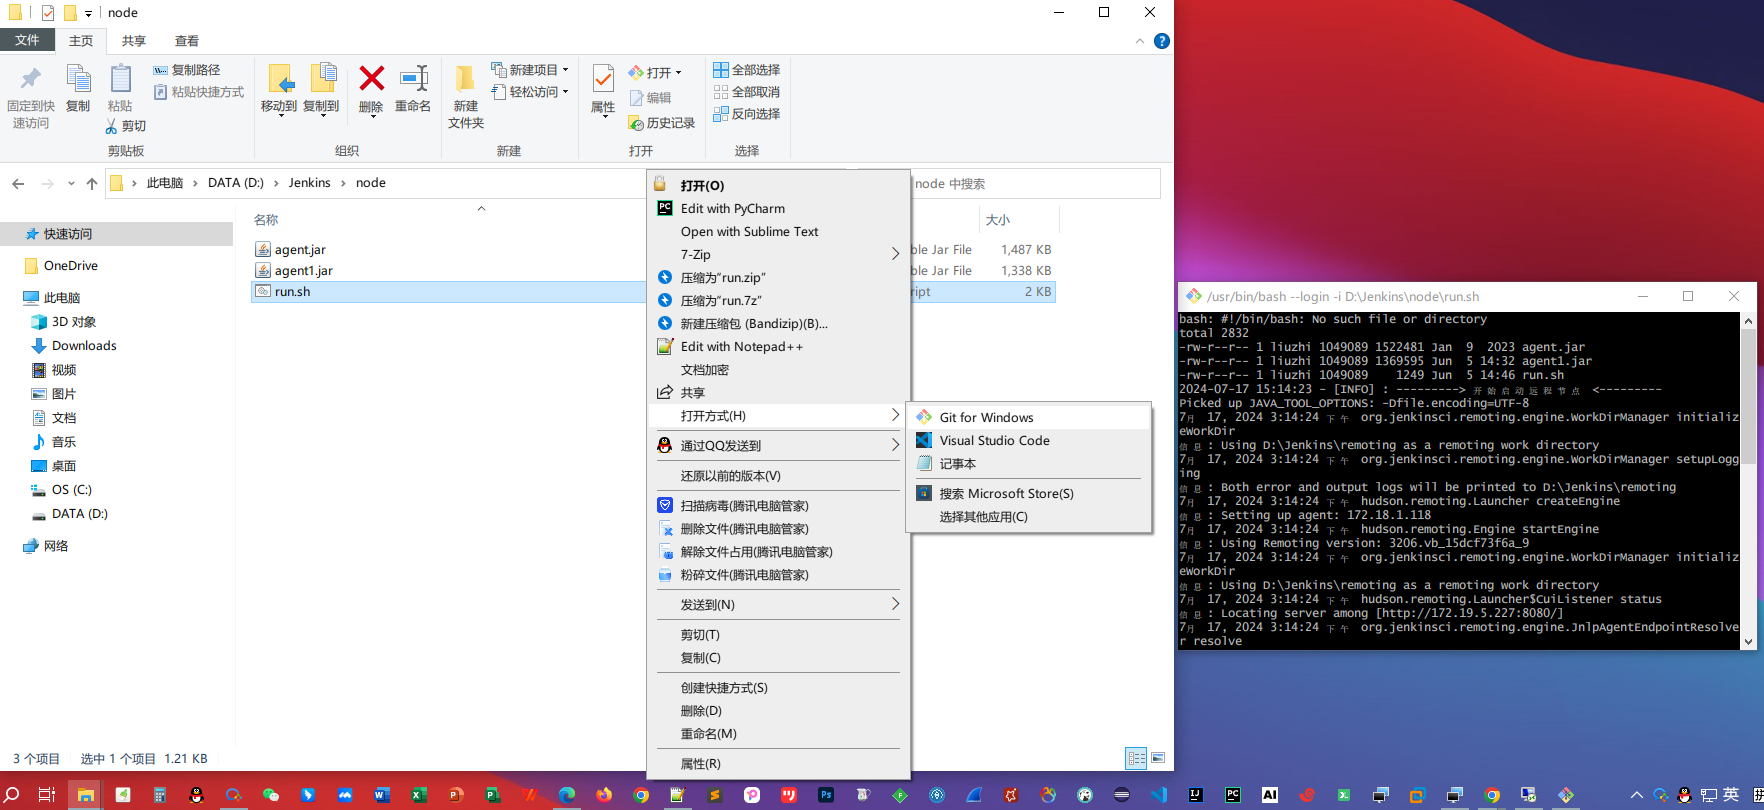 node
文件
主页
共享
查看
固定到快
速访问
复制
粘贴
复制路径
粘贴快捷方式
剪切
剪贴板
移动到
复制到
删除
重命名
组织
新建
文件夹
新建项目
轻松访问
新建
属性
打开
编辑
历史记录
打开
全部选择
全部取消
反向选择
选择
此电脑 > DATA (D:) > Jenkins > node
node 中搜索
快速访问
OneDrive
此电脑
3D 对象
Downloads
视频
图片
文档
音乐
桌面
OS (C:)
DATA (D:)
网络
名称
大小
agent.jar
ble Jar File
1,487 KB
agent1.jar
ble Jar File
1,338 KB
run.sh
ript
2 KB
打开(O)
Edit with PyCharm
Open with Sublime Text
7-Zip
压缩为"run.zip"
压缩为"run.7z"
新建压缩包 (Bandizip)(B)...
Edit with Notepad++
文档加密
共享
打开方式(H)
通过QQ发送到
还原以前的版本(V)
扫描病毒(腾讯电脑管家)
删除文件(腾讯电脑管家)
解除文件占用(腾讯电脑管家)
粉碎文件(腾讯电脑管家)
发送到(N)
剪切(T)
复制(C)
创建快捷方式(S)
删除(D)
重命名(M)
属性(R)
Git for Windows
Visual Studio Code
记事本
搜索 Microsoft Store(S)
选择其他应用(C)
3 个项目
选中 1 个项目 1.21 KB
/usr/bin/bash --login -i D:\Jenkins\node\run.sh
bash: #!/bin/bash: No such file or directory
total 2832
-rw-r--r-- 1 liuzhi 1049089 1522481 Jan  9  2023 agent.jar
-rw-r--r-- 1 liuzhi 1049089 1369595 Jun  5 14:32 agent1.jar
-rw-r--r-- 1 liuzhi 1049089    1249 Jun  5 14:46 run.sh
2024-07-17 15:14:23 - [INFO] : ---------> 开始启动远程节点 <---------
Picked up JAVA_TOOL_OPTIONS: -Dfile.encoding=UTF-8
7月 17, 2024 3:14:24 下午 org.jenkinsci.remoting.engine.WorkDirManager initializ
eWorkDir
信息: Using D:\Jenkins\remoting as a remoting work directory
7月 17, 2024 3:14:24 下午 org.jenkinsci.remoting.engine.WorkDirManager setupLogg
ing
信息: Both error and output logs will be printed to D:\Jenkins\remoting
7月 17, 2024 3:14:24 下午 hudson.remoting.Launcher createEngine
信息: Setting up agent: 172.18.1.118
7月 17, 2024 3:14:24 下午 hudson.remoting.Engine startEngine
信息: Using Remoting version: 3206.vb_15dcf73f6a_9
7月 17, 2024 3:14:24 下午 org.jenkinsci.remoting.engine.WorkDirManager initializ
eWorkDir
信息: Using D:\Jenkins\remoting as a remoting work directory
7月 17, 2024 3:14:24 下午 hudson.remoting.Launcher$CuiListener status
信息: Locating server among [http://172.19.5.227:8080/]
7月 17, 2024 3:14:24 下午 org.jenkinsci.remoting.engine.JnlpAgentEndpointResolve
r resolve
英